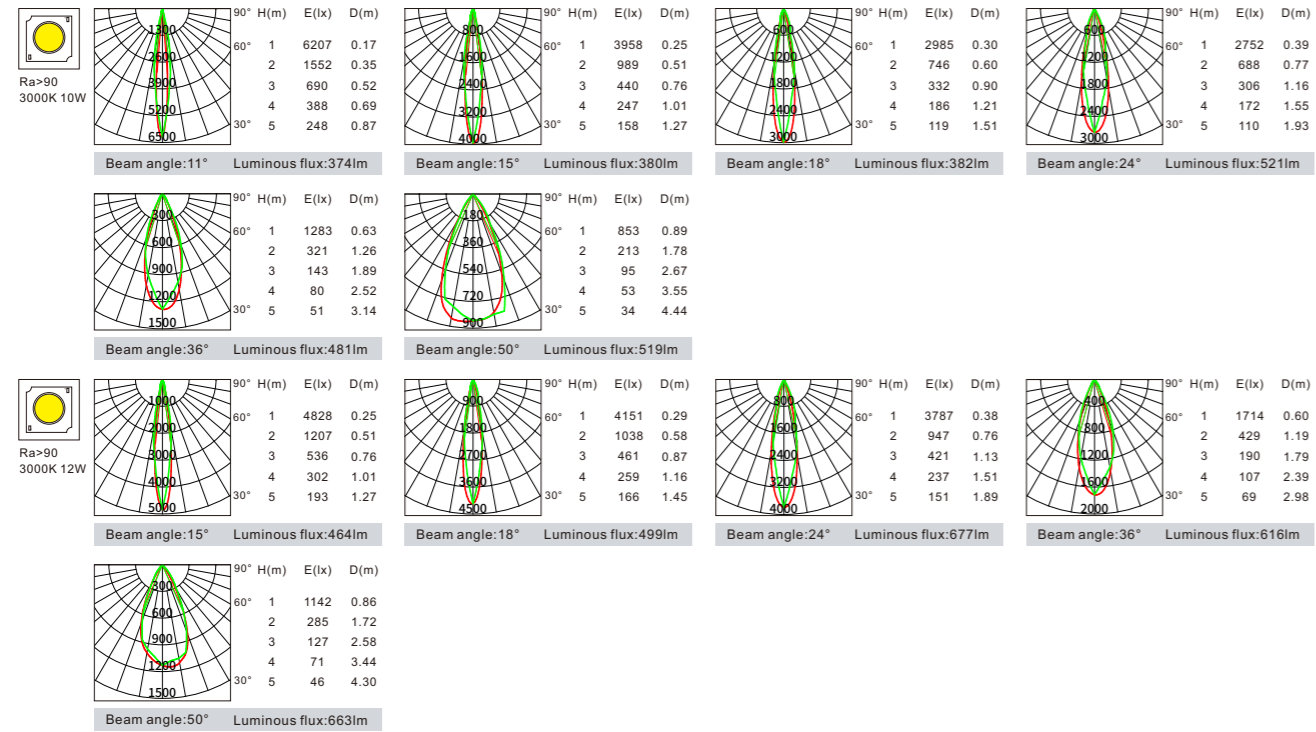 Ra>90
3000K 10W
1300
2600
3900
5200
6500
90°
60°
30°
H(m) E(lx) D(m)
1 6207 0.17
2 1552 0.35
3 690 0.52
4 388 0.69
5 248 0.87
Beam angle:11° Luminous flux:374lm
800
1600
2400
3200
4000
90°
60°
30°
H(m) E(lx) D(m)
1 3958 0.25
2 989 0.51
3 440 0.76
4 247 1.01
5 158 1.27
Beam angle:15° Luminous flux:380lm
600
1200
1800
2400
3000
90°
60°
30°
H(m) E(lx) D(m)
1 2985 0.30
2 746 0.60
3 332 0.90
4 186 1.21
5 119 1.51
Beam angle:18° Luminous flux:382lm
600
1200
1800
2400
3000
90°
60°
30°
H(m) E(lx) D(m)
1 2752 0.39
2 688 0.77
3 306 1.16
4 172 1.55
5 110 1.93
Beam angle:24° Luminous flux:521lm
300
600
900
1200
1500
90°
60°
30°
H(m) E(lx) D(m)
1 1283 0.63
2 321 1.26
3 143 1.89
4 80 2.52
5 51 3.14
Beam angle:36° Luminous flux:481lm
180
360
540
720
900
90°
60°
30°
H(m) E(lx) D(m)
1 853 0.89
2 213 1.78
3 95 2.67
4 53 3.55
5 34 4.44
Beam angle:50° Luminous flux:519lm
Ra>90
3000K 12W
1000
2000
3000
4000
5000
90°
60°
30°
H(m) E(lx) D(m)
1 4828 0.25
2 1207 0.51
3 536 0.76
4 302 1.01
5 193 1.27
Beam angle:15° Luminous flux:464lm
900
1800
2700
3600
4500
90°
60°
30°
H(m) E(lx) D(m)
1 4151 0.29
2 1038 0.58
3 461 0.87
4 259 1.16
5 166 1.45
Beam angle:18° Luminous flux:499lm
800
1600
2400
3200
4000
90°
60°
30°
H(m) E(lx) D(m)
1 3787 0.38
2 947 0.76
3 421 1.13
4 237 1.51
5 151 1.89
Beam angle:24° Luminous flux:677lm
400
800
1200
1600
2000
90°
60°
30°
H(m) E(lx) D(m)
1 1714 0.60
2 429 1.19
3 190 1.79
4 107 2.39
5 69 2.98
Beam angle:36° Luminous flux:616lm
300
600
900
1200
1500
90°
60°
30°
H(m) E(lx) D(m)
1 1142 0.86
2 285 1.72
3 127 2.58
4 71 3.44
5 46 4.30
Beam angle:50° Luminous flux:663lm